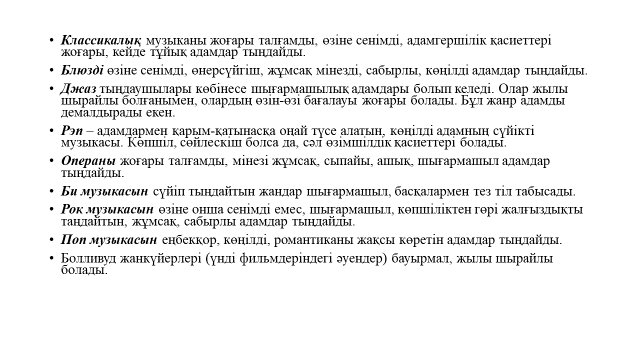 • Классикалық музыканы жоғары талғамды, өзіне сенімді, адамгершілік қасиеттері
жоғары, кейде тұйық адамдар тыңдайды.
• Блюзді өзіне сенімді, өнерсүйгіш, жұмсақ мінезді, сабырлы, көңілді адамдар тыңдайды.
• Джаз тыңдаушылары көбінесе шығармашылық адамдары болып келеді. Олар жылы
шырайлы болғанымен, олардың өзін-өзі бағалауы жоғары болады. Бұл жанр адамды
демалдырады екен.
• Рэп – адамдармен қарым-қатынасқа оңай түсе алатын, көңілді адамның сүйікті
музыкасы. Көпшіл, сөйлескіш болса да, сәл өзімшілдік қасиеттері болады.
• Операны жоғары талғамды, мінезі жұмсақ, сыпайы, ашық, шығармашыл адамдар
тыңдайды.
• Би музыкасын сүйіп тыңдайтын жандар шығармашыл, басқалармен тез тіл табысады.
• Рок музыкасын өзіне онша сенімді емес, шығармашыл, көпшіліктен гөрі жалғыздықты
таңдайтын, жұмсақ, сабырлы адамдар тыңдайды.
• Поп музыкасын еңбекқор, көңілді, романтиканы жақсы көретін адамдар тыңдайды.
• Болливуд жанкүйерлері (үнді фильмдеріндегі әуендер) бауырмал, жылы шырайлы
болады.